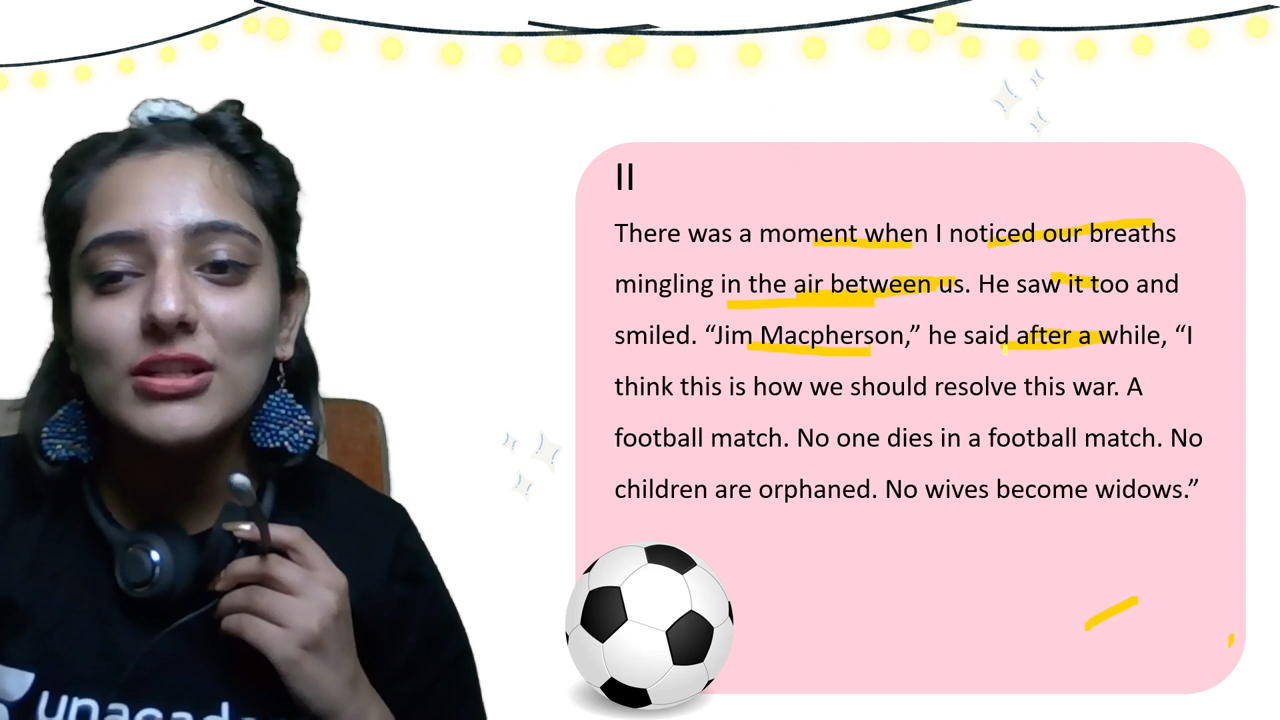 II
There was a moment when I noticed our breaths
mingling in the air between us. He saw it too and
smiled. “Jim Macpherson,” he said after a while, “I
think this is how we should resolve this war. A
football match. No one dies in a football match. No
children are orphaned. No wives become widows.”